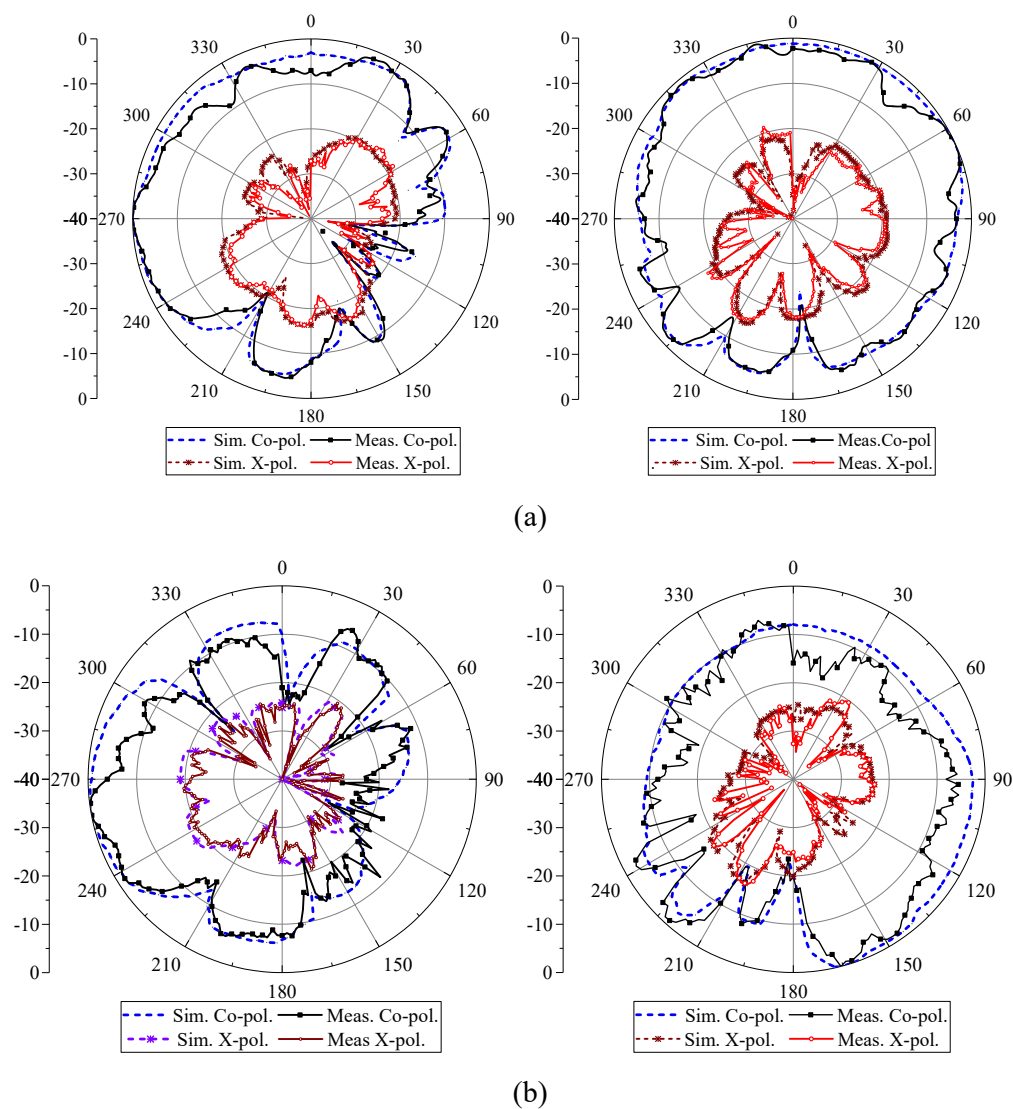 0 0
0 330 30 0 330 30
-10 -10
300 60 300 60
-20 -20
-30 -30
-40 270 90 -40 270 90
-30 -30
-20 240 120 -20 240 120
-10 -10
210 150 210 150
0 180 0 180
Sim. Co-pol. Meas. Co-pol. Sim. Co-pol. Meas.Co-pol
Sim. X-pol. Meas. X-pol. Sim. X-pol. Meas. X-pol.
(a)
0 0
0 330 30 0 330 30
-10 -10
300 60 300 60
-20 -20
-30 -30
-40 270 90 -40 270 90
-30 -30
-20 240 120 -20 240 120
-10 -10
210 150 210 150
0 180 0 180
Sim. Co-pol. Meas. Co-pol. Sim. Co-pol. Meas. Co-pol.
Sim. X-pol. Meas X-pol. Sim. X-pol. Meas. X-pol.
(b)